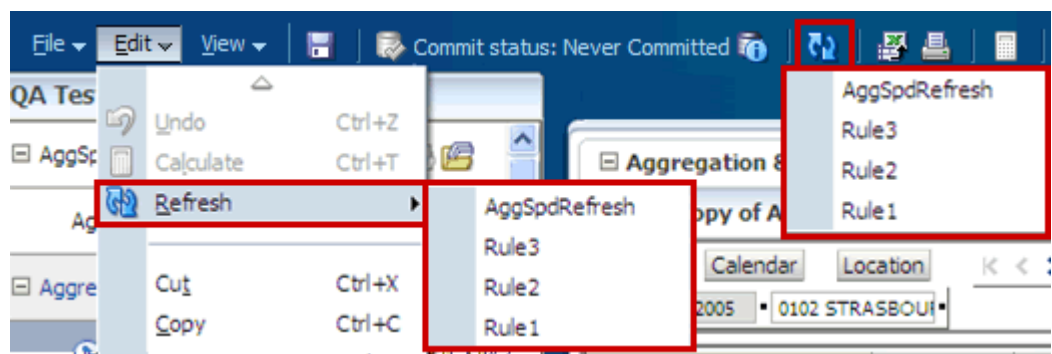 File Edit View Commit status: Never Committed
QA Tes
AggSp
Ag
Aggre
Undo Ctrl+Z
Calculate Ctrl+T
Refresh
Cut Ctrl+X
Copy Ctrl+C
AggSpdRefresh
Rule3
Rule2
Rule1
AggSpdRefresh
Rule3
Rule2
Rule1
Aggregation &
opy of A
Calendar Location
2005 0102 STRASBOU